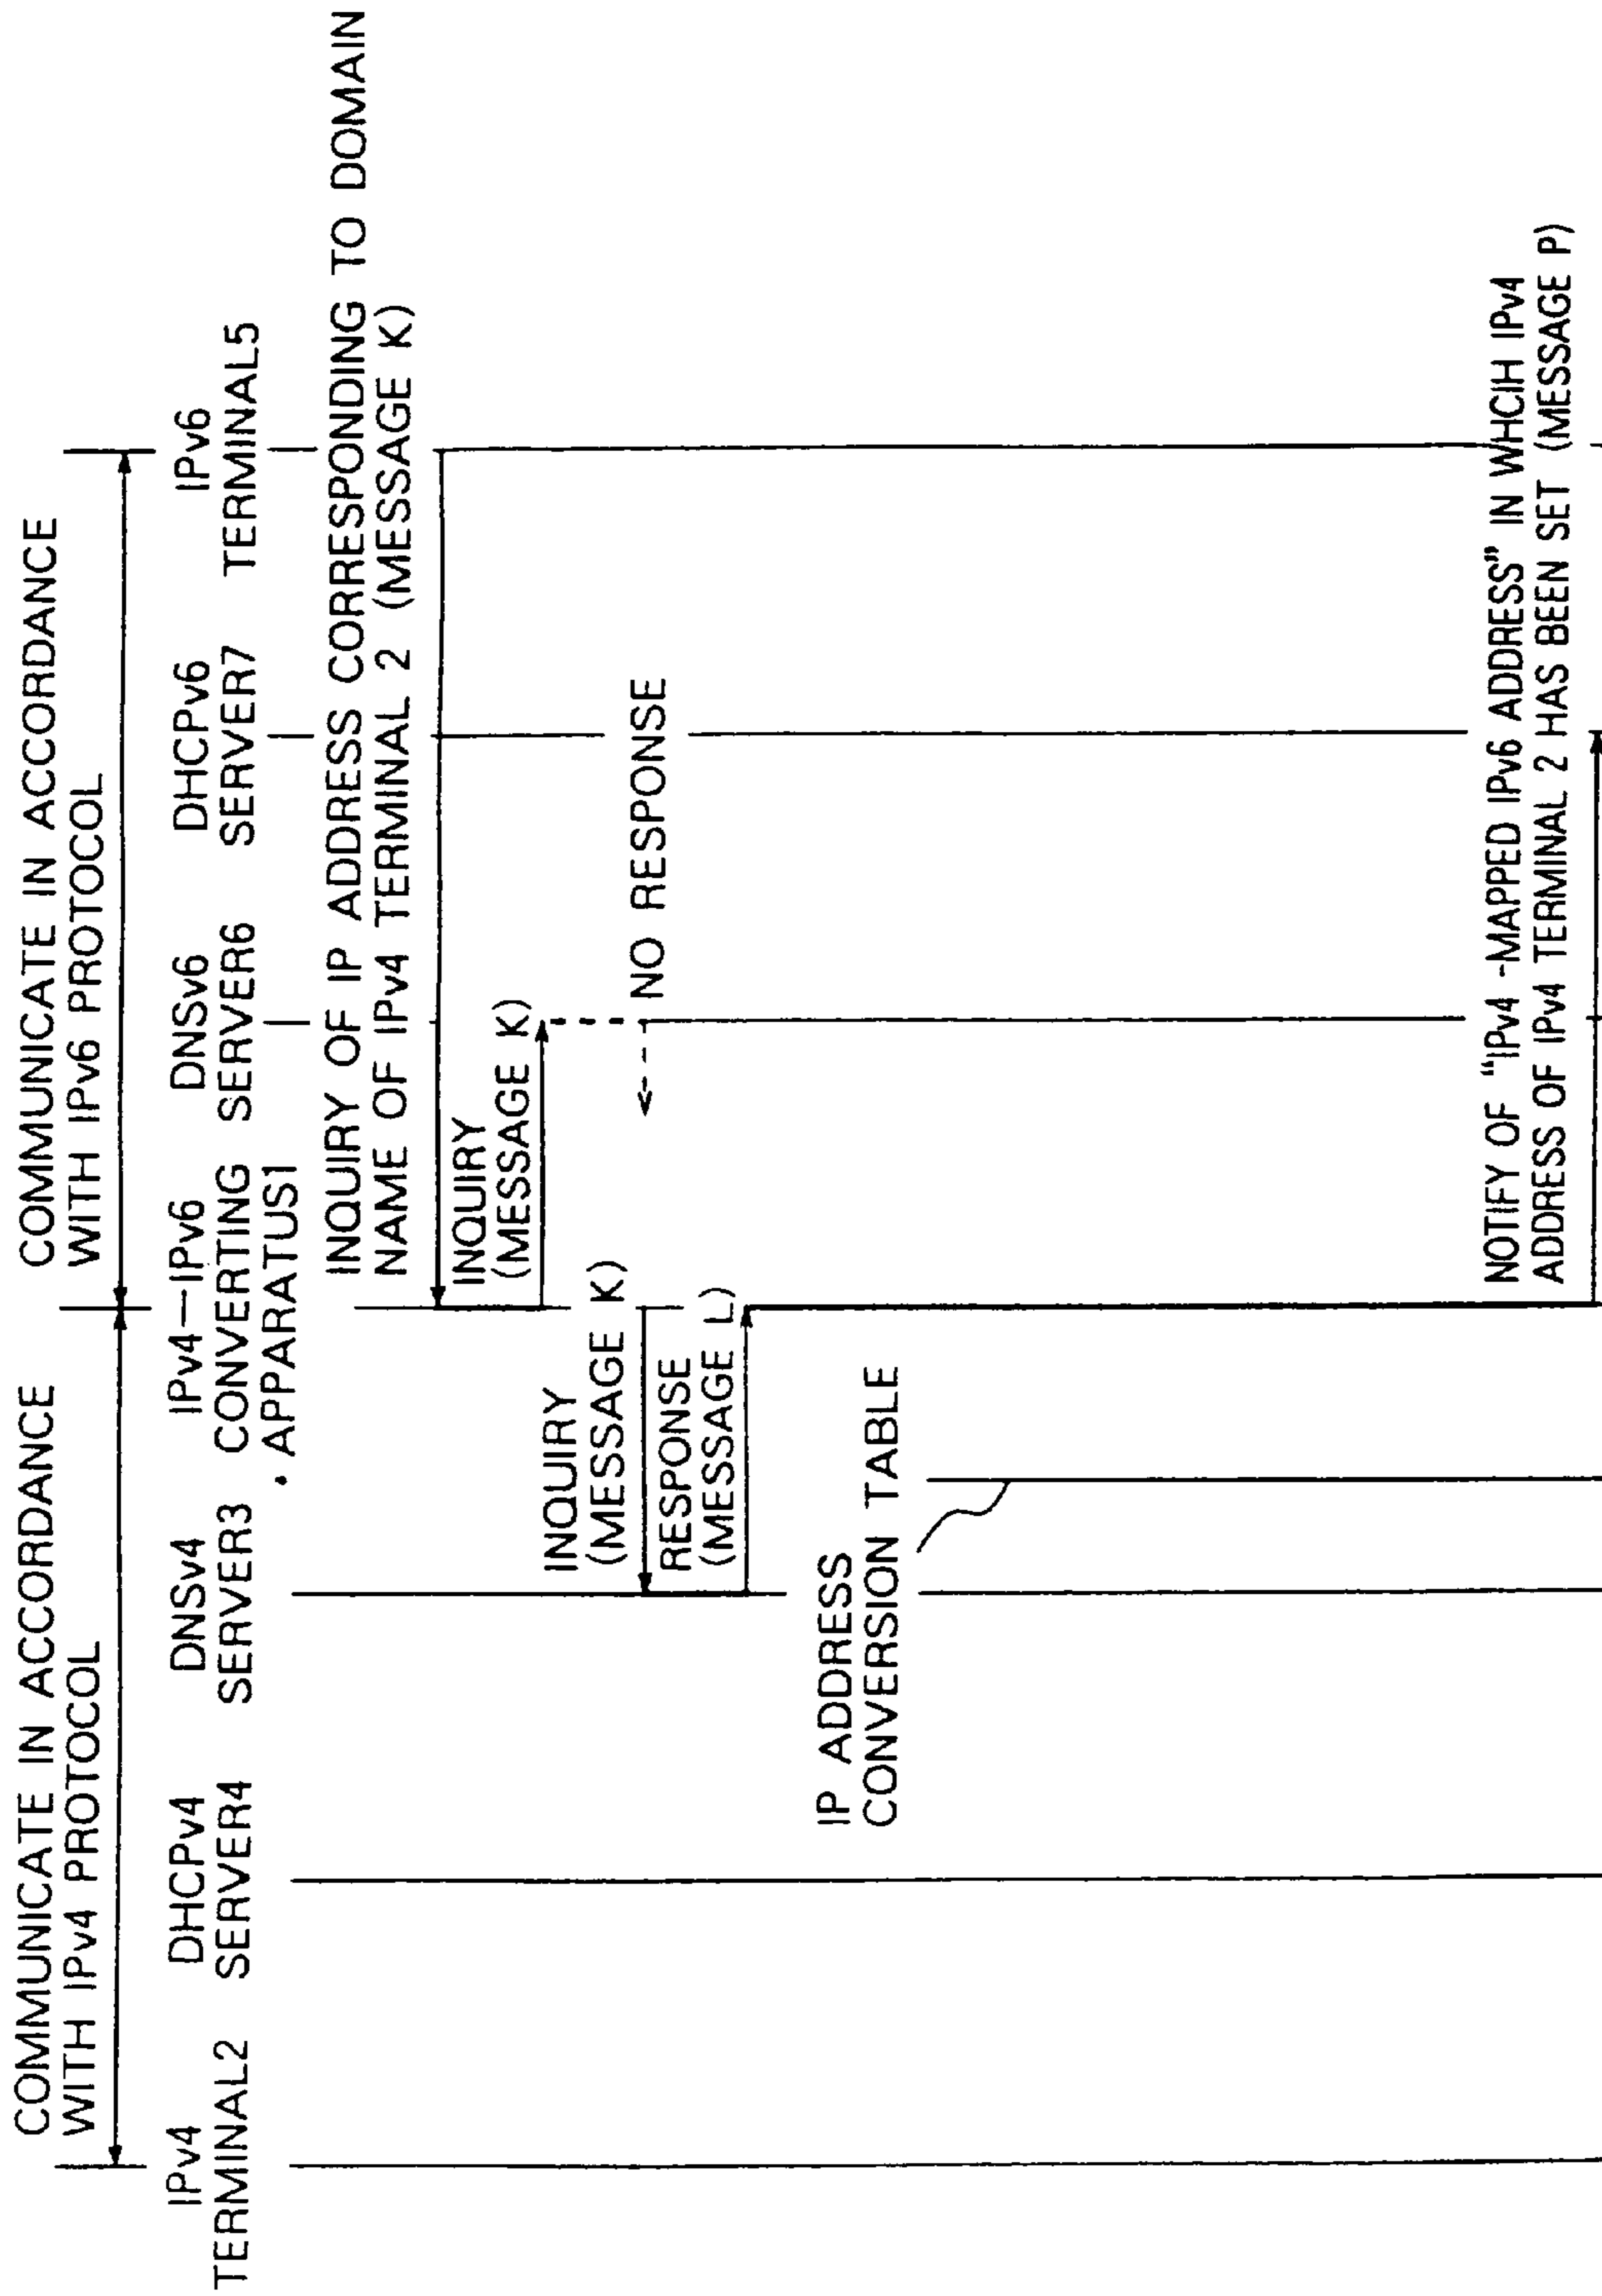 COMMUNICATE IN ACCORDANCE
WITH IPv4 PROTOCOL
COMMUNICATE IN ACCORDANCE
WITH IPv6 PROTOCOL
IPv4
TERMINAL2
DHCPv4
SERVER4
DNSv4
SERVER3
IPv4—IPv6
CONVERTING
APPARATUS1
DNSv6
SERVER6
DHCPv6
SERVER7
IPv6
TERMINAL5
INQUIRY OF IP ADDRESS CORRESPONDING TO DOMAIN
NAME OF IPv4 TERMINAL 2 (MESSAGE K)
INQUIRY
(MESSAGE K)
INQUIRY
(MESSAGE K)
NO RESPONSE
RESPONSE
(MESSAGE L)
IP ADDRESS
CONVERSION TABLE
NOTIFY OF "IPv4 -MAPPED IPv6 ADDRESS" IN WHCIH IPv4
ADDRESS OF IPv4 TERMINAL 2 HAS BEEN SET (MESSAGE P)